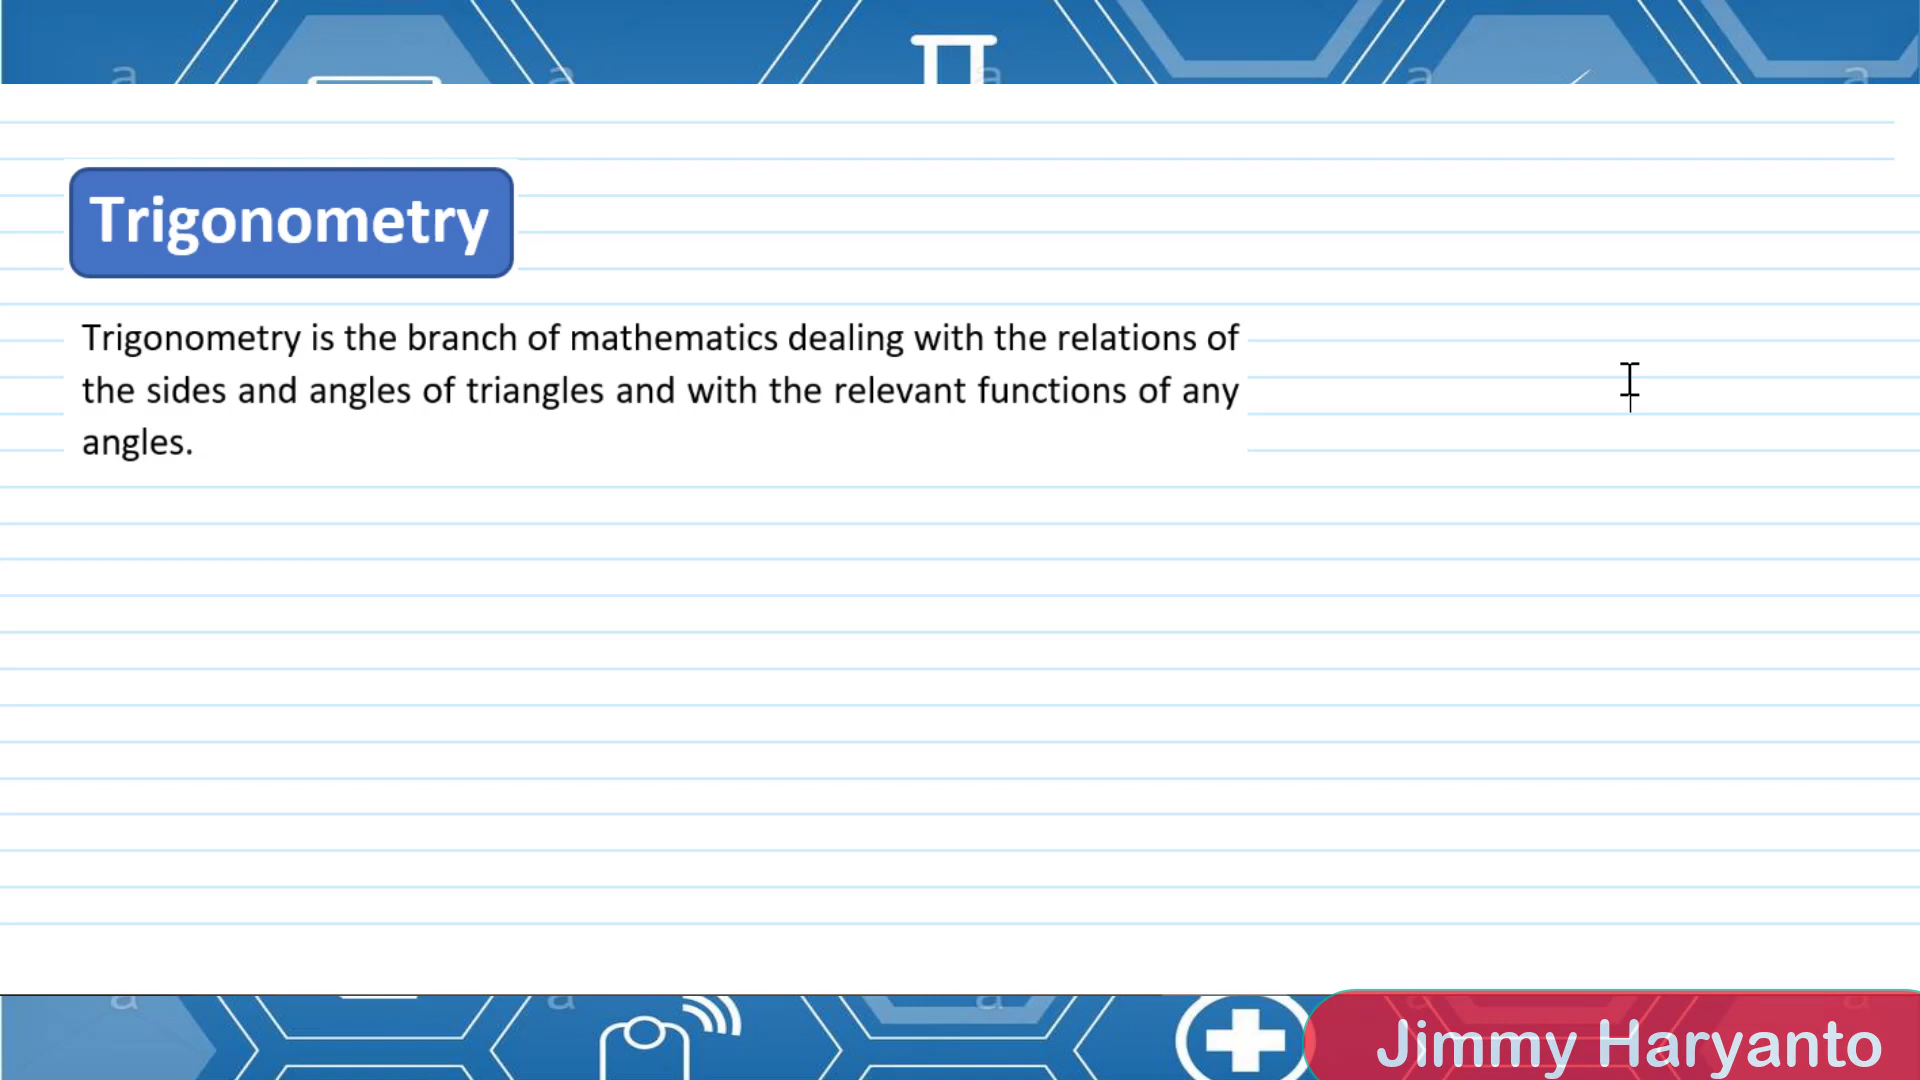 Trigonometry
Trigonometry is the branch of mathematics dealing with the relations of
the sides and angles of triangles and with the relevant functions of any
angles.
Jimmy Haryanto